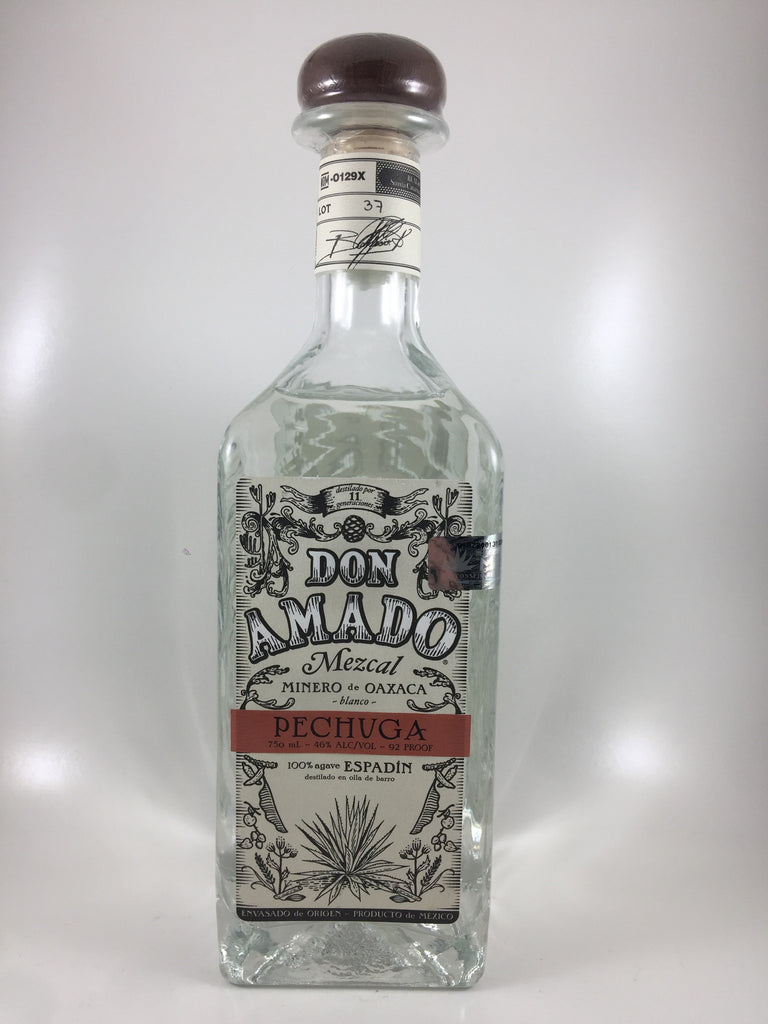 NOM-0129X
LOT 37
destilado por
11
generaciones
DON
AMADO
Mezcal
MINERO de OAXACA
- blanco -
PECHUGA
750 mL - 46% ALC/VOL - 92 PROOF
100% agave ESPADÍN
destilado en olla de barro
ENVASADO de ORIGEN - PRODUCTO de MEXICO